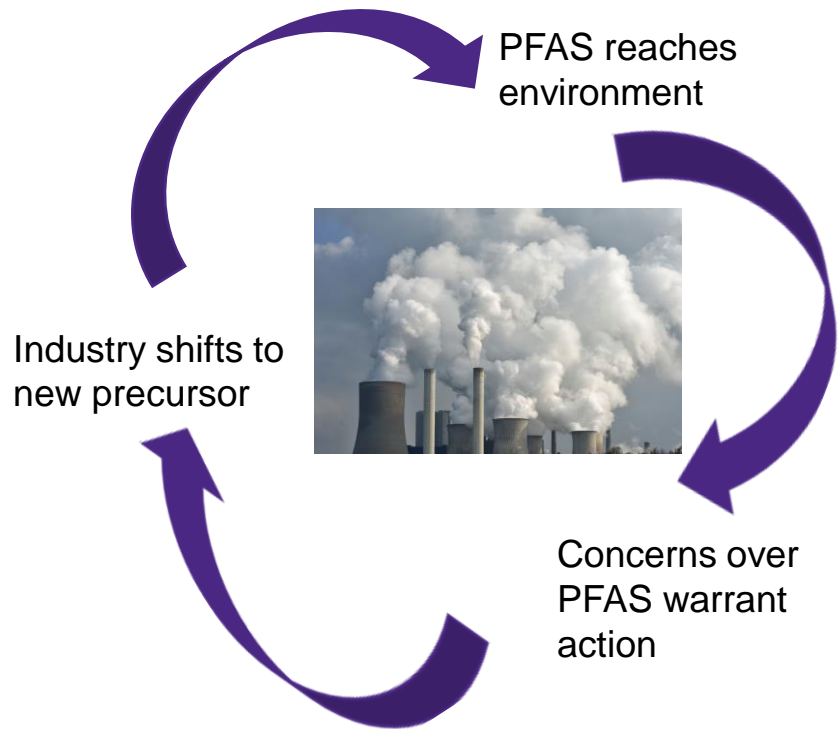 PFAS reaches
environment
Concerns over
PFAS warrant
action
Industry shifts to
new precursor